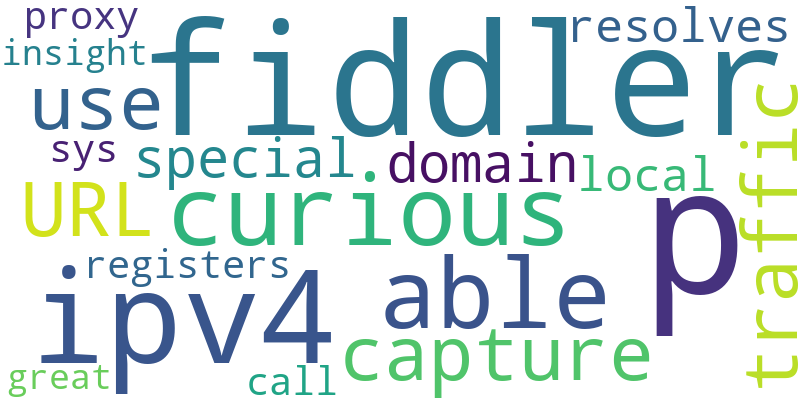 proxy
resolves
fiddler
insight
use
traffic
sys
special
domain
local
URL
curious
p
registers
ipv4
able
capture
great
call